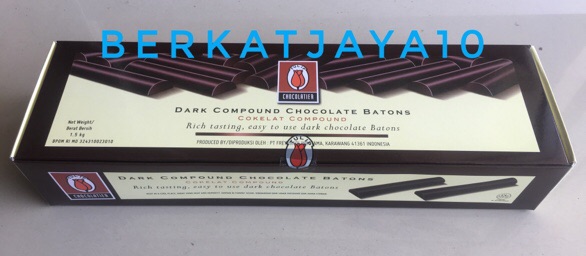 BERKATJAYA10
CHOCOLATIER
DARK COMPOUND CHOCOLATE BATONS
COKELAT COMPOUND
Rich tasting, easy to use dark chocolate Batons
Net Weight/
Berat Bersih
1.5 kg
PRODUCED BY/DIPRODUKSI OLEH : PT. KARAWANG 41361 INDONESIA
TULIP
CHOCOLATIER
DARK COMPOUND CHOCOLATE BATONS
COKELAT COMPOUND
Rich tasting, easy to use dark chocolate Batons